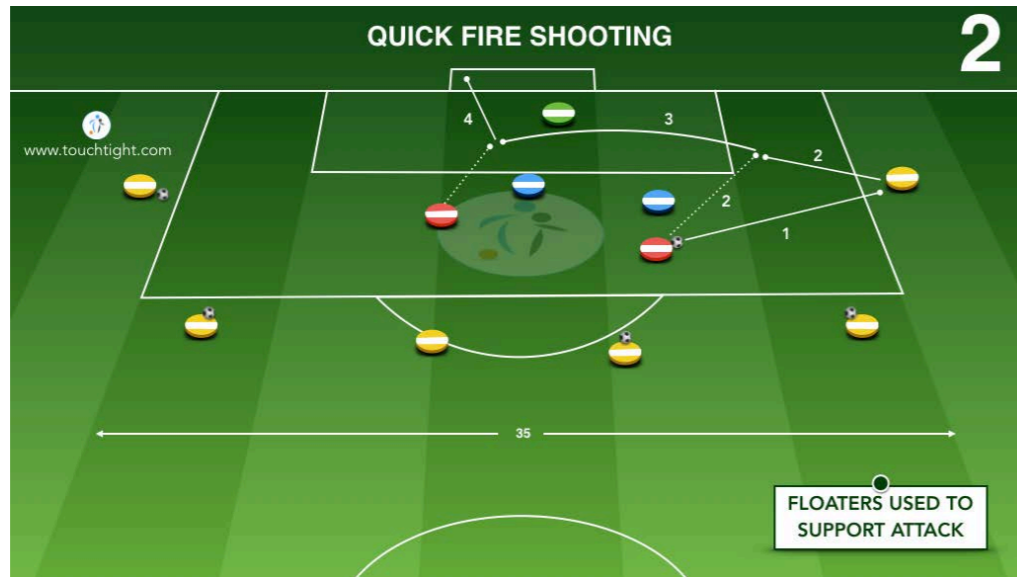 QUICK FIRE SHOOTING
2
4
3
www.touchtight.com
2
2
1
35
FLOATERS USED TO
SUPPORT ATTACK